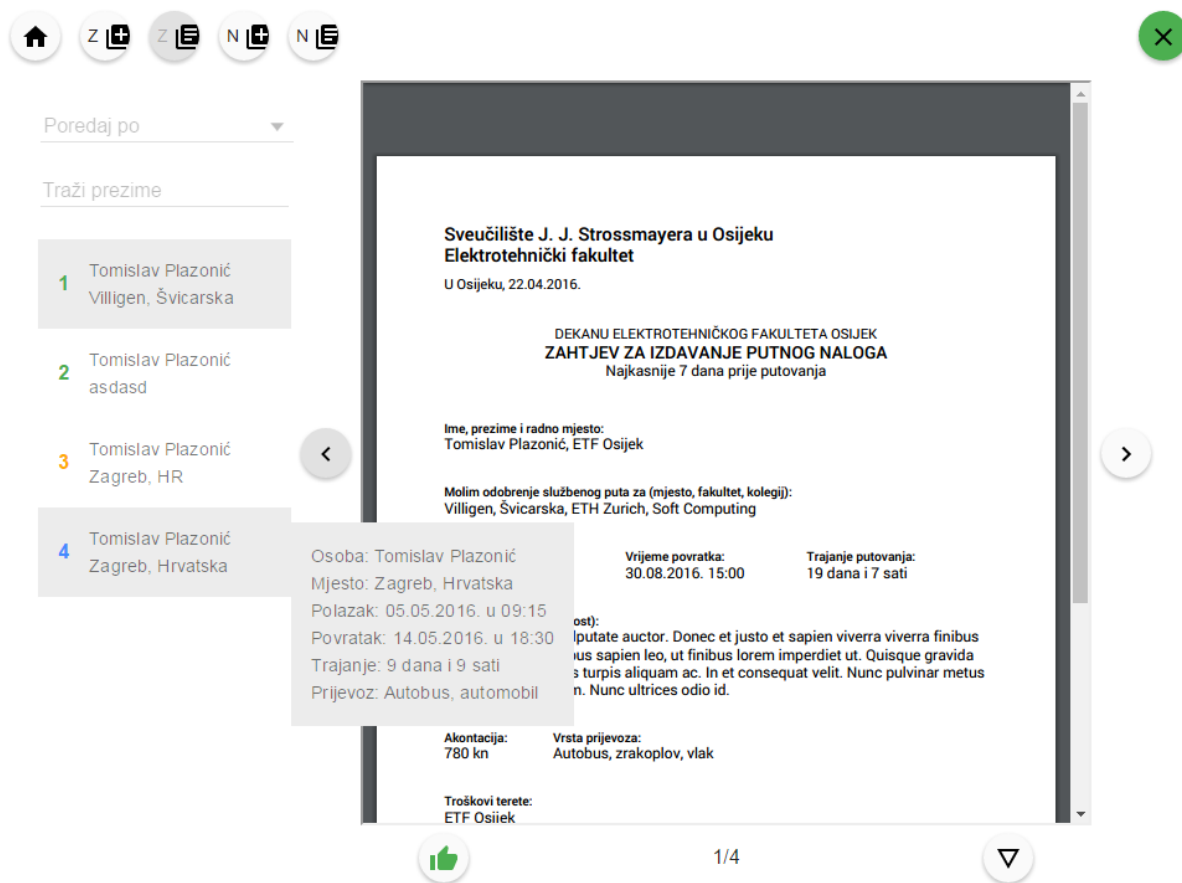 Z
Z
N
N
Poredaj po
Traži prezime
1
Tomislav Plazonić
Villigen, Švicarska
2
Tomislav Plazonić
asdasd
3
Tomislav Plazonić
Zagreb, HR
4
Tomislav Plazonić
Zagreb, Hrvatska
Osoba: Tomislav Plazonić
Mjesto: Zagreb, Hrvatska
Polazak: 05.05.2016. u 09:15
Povratak: 14.05.2016. u 18:30
Trajanje: 9 dana i 9 sati
Prijevoz: Autobus, automobil
Sveučilište J. J. Strossmayera u Osijeku
Elektrotehnički fakultet
U Osijeku, 22.04.2016.
DEKANU ELEKTROTEHNIČKOG FAKULTETA OSIJEK
ZAHTJEV ZA IZDAVANJE PUTNOG NALOGA
Najkasnije 7 dana prije putovanja
Ime, prezime i radno mjesto:
Tomislav Plazonić, ETF Osijek
Molim odobrenje službenog puta za (mjesto, fakultet, kolegij):
Villigen, Švicarska, ETH Zurich, Soft Computing
Vrijeme povratka:
30.08.2016. 15:00
Trajanje putovanja:
19 dana i 7 sati
ost):
lputate auctor. Donec et justo et sapien viverra viverra finibus
us sapien leo, ut finibus lorem imperdiet ut. Quisque gravida
s turpis aliquam ac. In et consequat velit. Nunc pulvinar metus
n. Nunc ultrices odio id.
Akontacija:
780 kn
Vrsta prijevoza:
Autobus, zrakoplov, vlak
Troškovi terete:
ETF Osijek
1/4